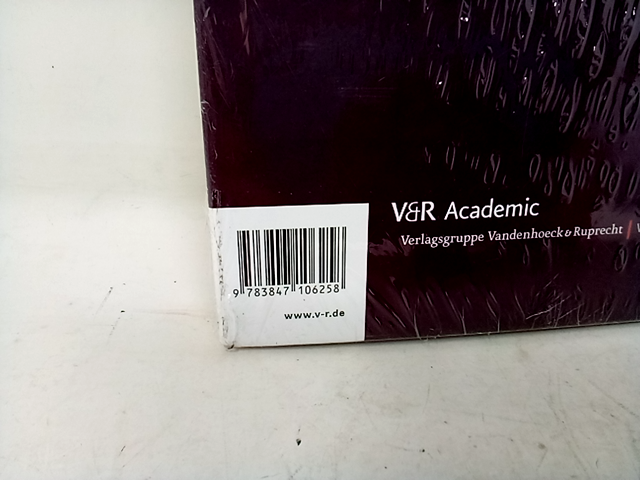 V&R Academic
Verlagsgruppe Vandenhoeck & Ruprecht |
9 783847 106258
www.v-r.de